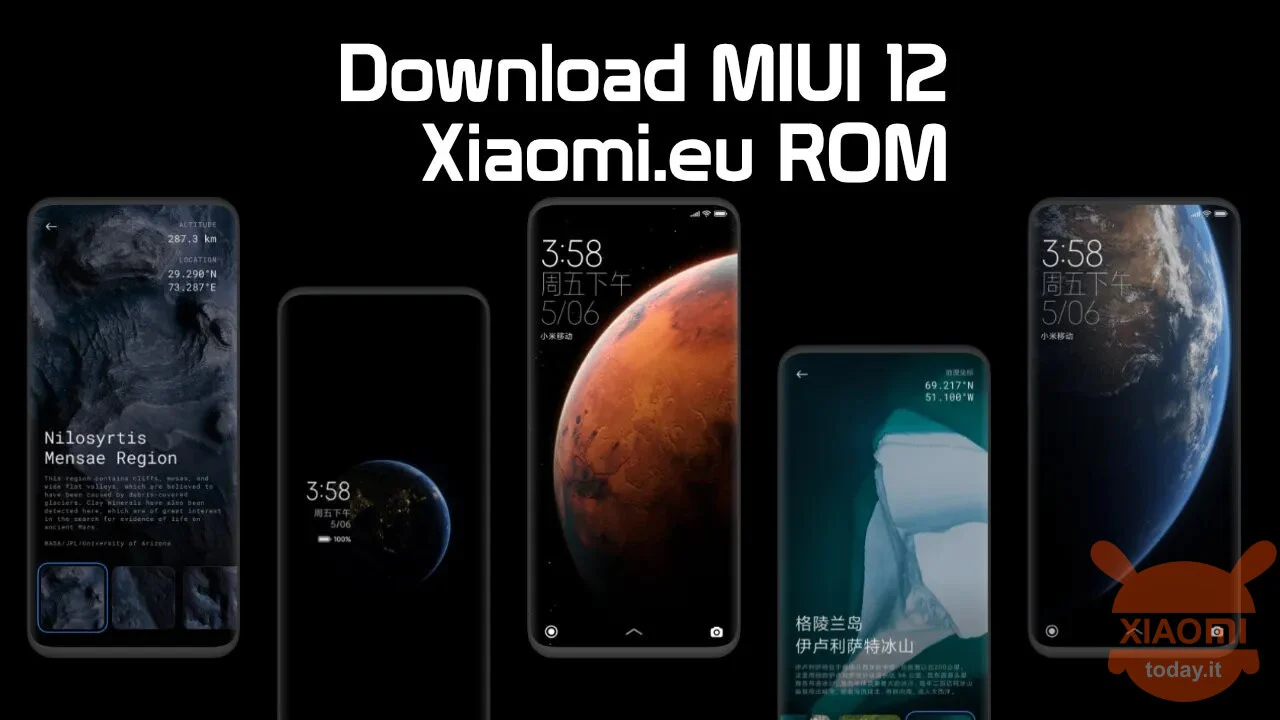 Download MIUI 12
Xiaomi.eu ROM
ALTITUDE
287.3 km
LOCATION
29.290°N
73.287°E
Nilosyrtis
Mensae Region
This region contains cliffs, mesas, and
wide flat valleys, which are believed to
have been caused by debris-covered
glaciers. Clay minerals have also been
detected here, which are of great interest
in the search for evidence of life on
ancient Mars.
NASA/JPL/University of Arizona
3:58
周五下午
5/06
100%
3:58
周五下午
5/06
小米移动
69.217°N
51.100°W
格陵兰岛
伊卢利萨特冰山
3:58
周五下午
5/06
小米移动
XIAOMI
today.it